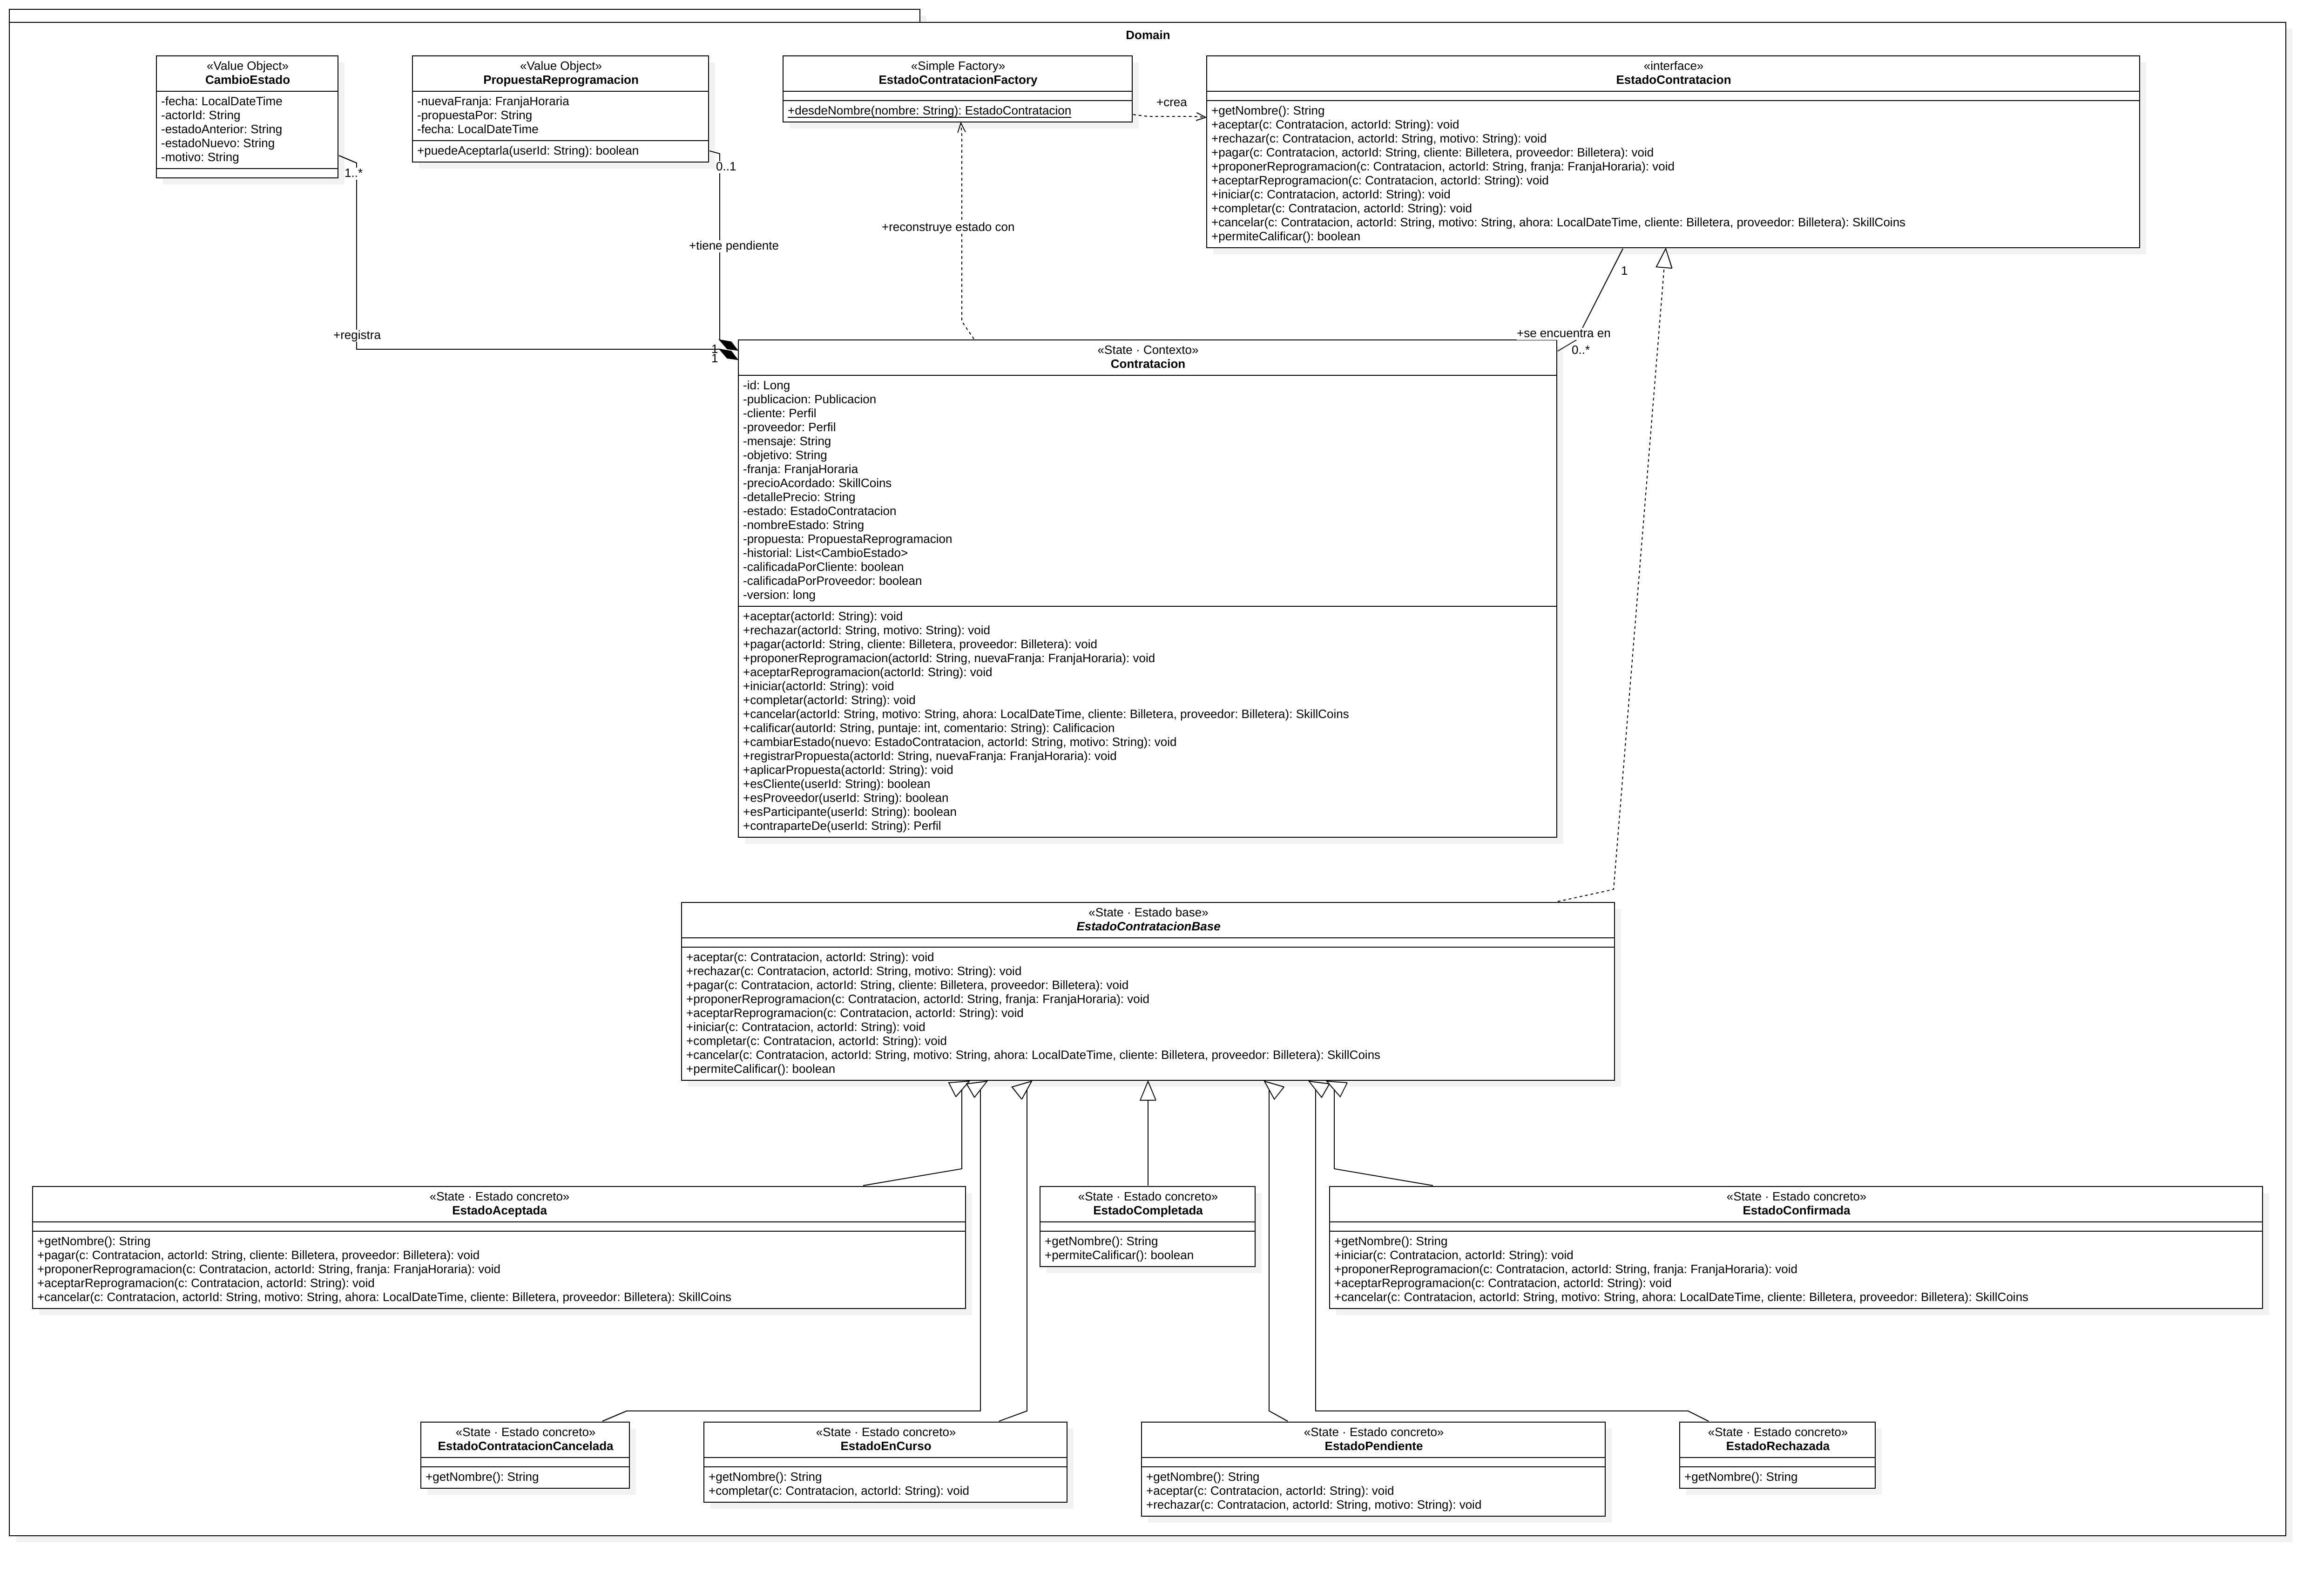 Domain
«Value Object»
CambioEstado
-fecha: LocalDateTime
-actorId: String
-estadoAnterior: String
-estadoNuevo: String
-motivo: String
«Value Object»
PropuestaReprogramacion
-nuevaFranja: FranjaHoraria
-propuestaPor: String
-fecha: LocalDateTime
+puedeAceptarla(userId: String): boolean
«Simple Factory»
EstadoContratacionFactory
+desdeNombre(nombre: String): EstadoContratacion
+crea
«interface»
EstadoContratacion
+getNombre(): String
+aceptar(c: Contratacion, actorId: String): void
+rechazar(c: Contratacion, actorId: String, motivo: String): void
+pagar(c: Contratacion, actorId: String, cliente: Billetera, proveedor: Billetera): void
+proponerReprogramacion(c: Contratacion, actorId: String, franja: FranjaHoraria): void
+aceptarReprogramacion(c: Contratacion, actorId: String): void
+iniciar(c: Contratacion, actorId: String): void
+completar(c: Contratacion, actorId: String): void
+cancelar(c: Contratacion, actorId: String, motivo: String, ahora: LocalDateTime, cliente: Billetera, proveedor: Billetera): SkillCoins
+permiteCalificar(): boolean
1..*
0..1
+reconstruye estado con
+tiene pendiente
1
+registra
+se encuentra en
1
1
0..*
«State · Contexto»
Contratacion
-id: Long
-publicacion: Publicacion
-cliente: Perfil
-proveedor: Perfil
-mensaje: String
-objetivo: String
-franja: FranjaHoraria
-precioAcordado: SkillCoins
-detallePrecio: String
-estado: EstadoContratacion
-nombreEstado: String
-propuesta: PropuestaReprogramacion
-historial: List<CambioEstado>
-calificadaPorCliente: boolean
-calificadaPorProveedor: boolean
-version: long
+aceptar(actorId: String): void
+rechazar(actorId: String, motivo: String): void
+pagar(actorId: String, cliente: Billetera, proveedor: Billetera): void
+proponerReprogramacion(actorId: String, nuevaFranja: FranjaHoraria): void
+aceptarReprogramacion(actorId: String): void
+iniciar(actorId: String): void
+completar(actorId: String): void
+cancelar(actorId: String, motivo: String, ahora: LocalDateTime, cliente: Billetera, proveedor: Billetera): SkillCoins
+calificar(autorId: String, puntaje: int, comentario: String): Calificacion
+cambiarEstado(nuevo: EstadoContratacion, actorId: String, motivo: String): void
+registrarPropuesta(actorId: String, nuevaFranja: FranjaHoraria): void
+aplicarPropuesta(actorId: String): void
+esCliente(userId: String): boolean
+esProveedor(userId: String): boolean
+esParticipante(userId: String): boolean
+contraparteDe(userId: String): Perfil
«State · Estado base»
EstadoContratacionBase
+aceptar(c: Contratacion, actorId: String): void
+rechazar(c: Contratacion, actorId: String, motivo: String): void
+pagar(c: Contratacion, actorId: String, cliente: Billetera, proveedor: Billetera): void
+proponerReprogramacion(c: Contratacion, actorId: String, franja: FranjaHoraria): void
+aceptarReprogramacion(c: Contratacion, actorId: String): void
+iniciar(c: Contratacion, actorId: String): void
+completar(c: Contratacion, actorId: String): void
+cancelar(c: Contratacion, actorId: String, motivo: String, ahora: LocalDateTime, cliente: Billetera, proveedor: Billetera): SkillCoins
+permiteCalificar(): boolean
«State · Estado concreto»
EstadoAceptada
+getNombre(): String
+pagar(c: Contratacion, actorId: String, cliente: Billetera, proveedor: Billetera): void
+proponerReprogramacion(c: Contratacion, actorId: String, franja: FranjaHoraria): void
+aceptarReprogramacion(c: Contratacion, actorId: String): void
+cancelar(c: Contratacion, actorId: String, motivo: String, ahora: LocalDateTime, cliente: Billetera, proveedor: Billetera): SkillCoins
«State · Estado concreto»
EstadoCompletada
+getNombre(): String
+permiteCalificar(): boolean
«State · Estado concreto»
EstadoConfirmada
+getNombre(): String
+iniciar(c: Contratacion, actorId: String): void
+proponerReprogramacion(c: Contratacion, actorId: String, franja: FranjaHoraria): void
+aceptarReprogramacion(c: Contratacion, actorId: String): void
+cancelar(c: Contratacion, actorId: String, motivo: String, ahora: LocalDateTime, cliente: Billetera, proveedor: Billetera): SkillCoins
«State · Estado concreto»
EstadoContratacionCancelada
+getNombre(): String
«State · Estado concreto»
EstadoEnCurso
+getNombre(): String
+completar(c: Contratacion, actorId: String): void
«State · Estado concreto»
EstadoPendiente
+getNombre(): String
+aceptar(c: Contratacion, actorId: String): void
+rechazar(c: Contratacion, actorId: String, motivo: String): void
«State · Estado concreto»
EstadoRechazada
+getNombre(): String